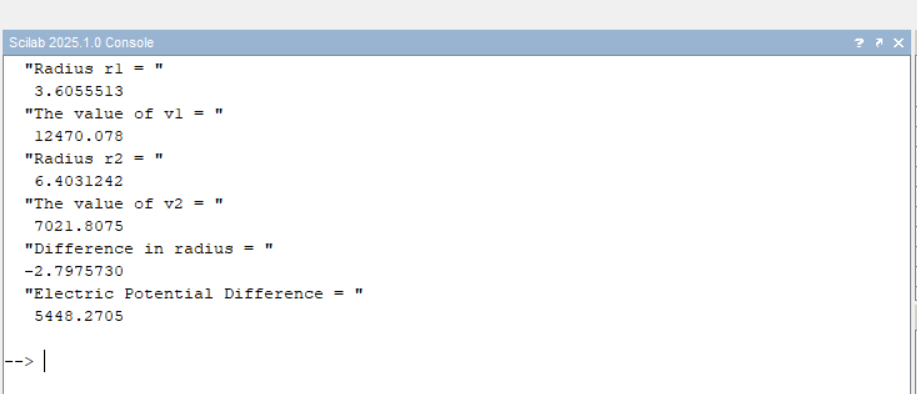 Scilab 2025.1.0 Console
? ↗ ✕
"Radius r1 = "
3.6055513
"The value of v1 = "
12470.078
"Radius r2 = "
6.4031242
"The value of v2 = "
7021.8075
"Difference in radius = "
-2.7975730
"Electric Potential Difference = "
5448.2705
-->